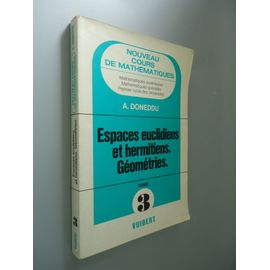 NOUVEAU
COURS
DE MATHÉMATIQUES
Mathématiques supérieures
Mathématiques spéciales
Premier cycle des Universités
A. DONEDDU
Espaces euclidiens
et hermitiens.
Géométries.
tome
3
VUIBERT